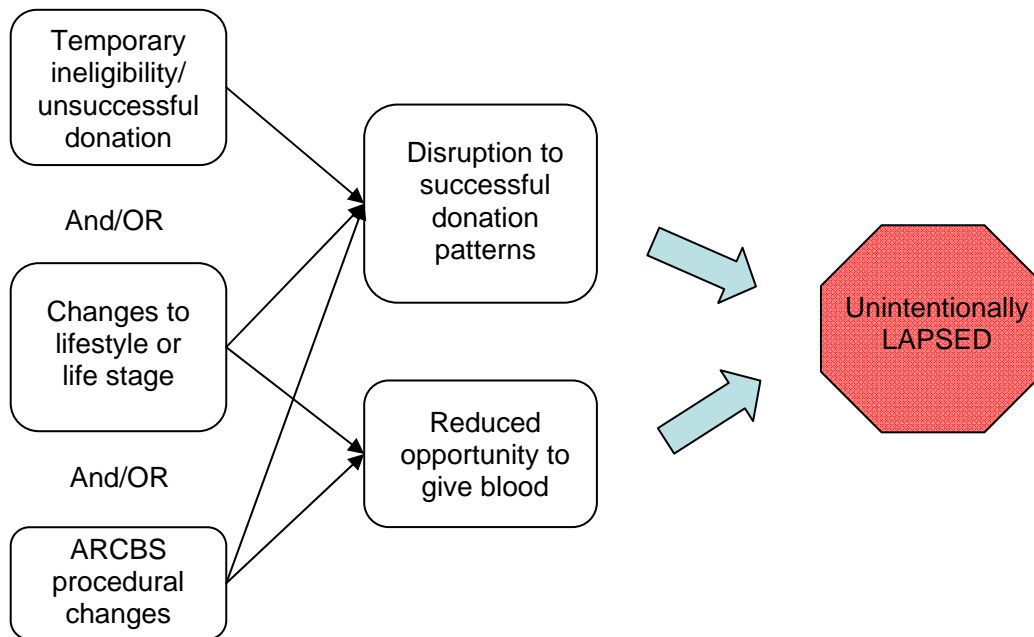 Temporary
ineligibility/
unsuccessful
donation
And/OR
Changes to
lifestyle or
life stage
And/OR
ARCBS
procedural
changes
Disruption to
successful
donation
patterns
Reduced
opportunity to
give blood
Unintentionally
LAPSED